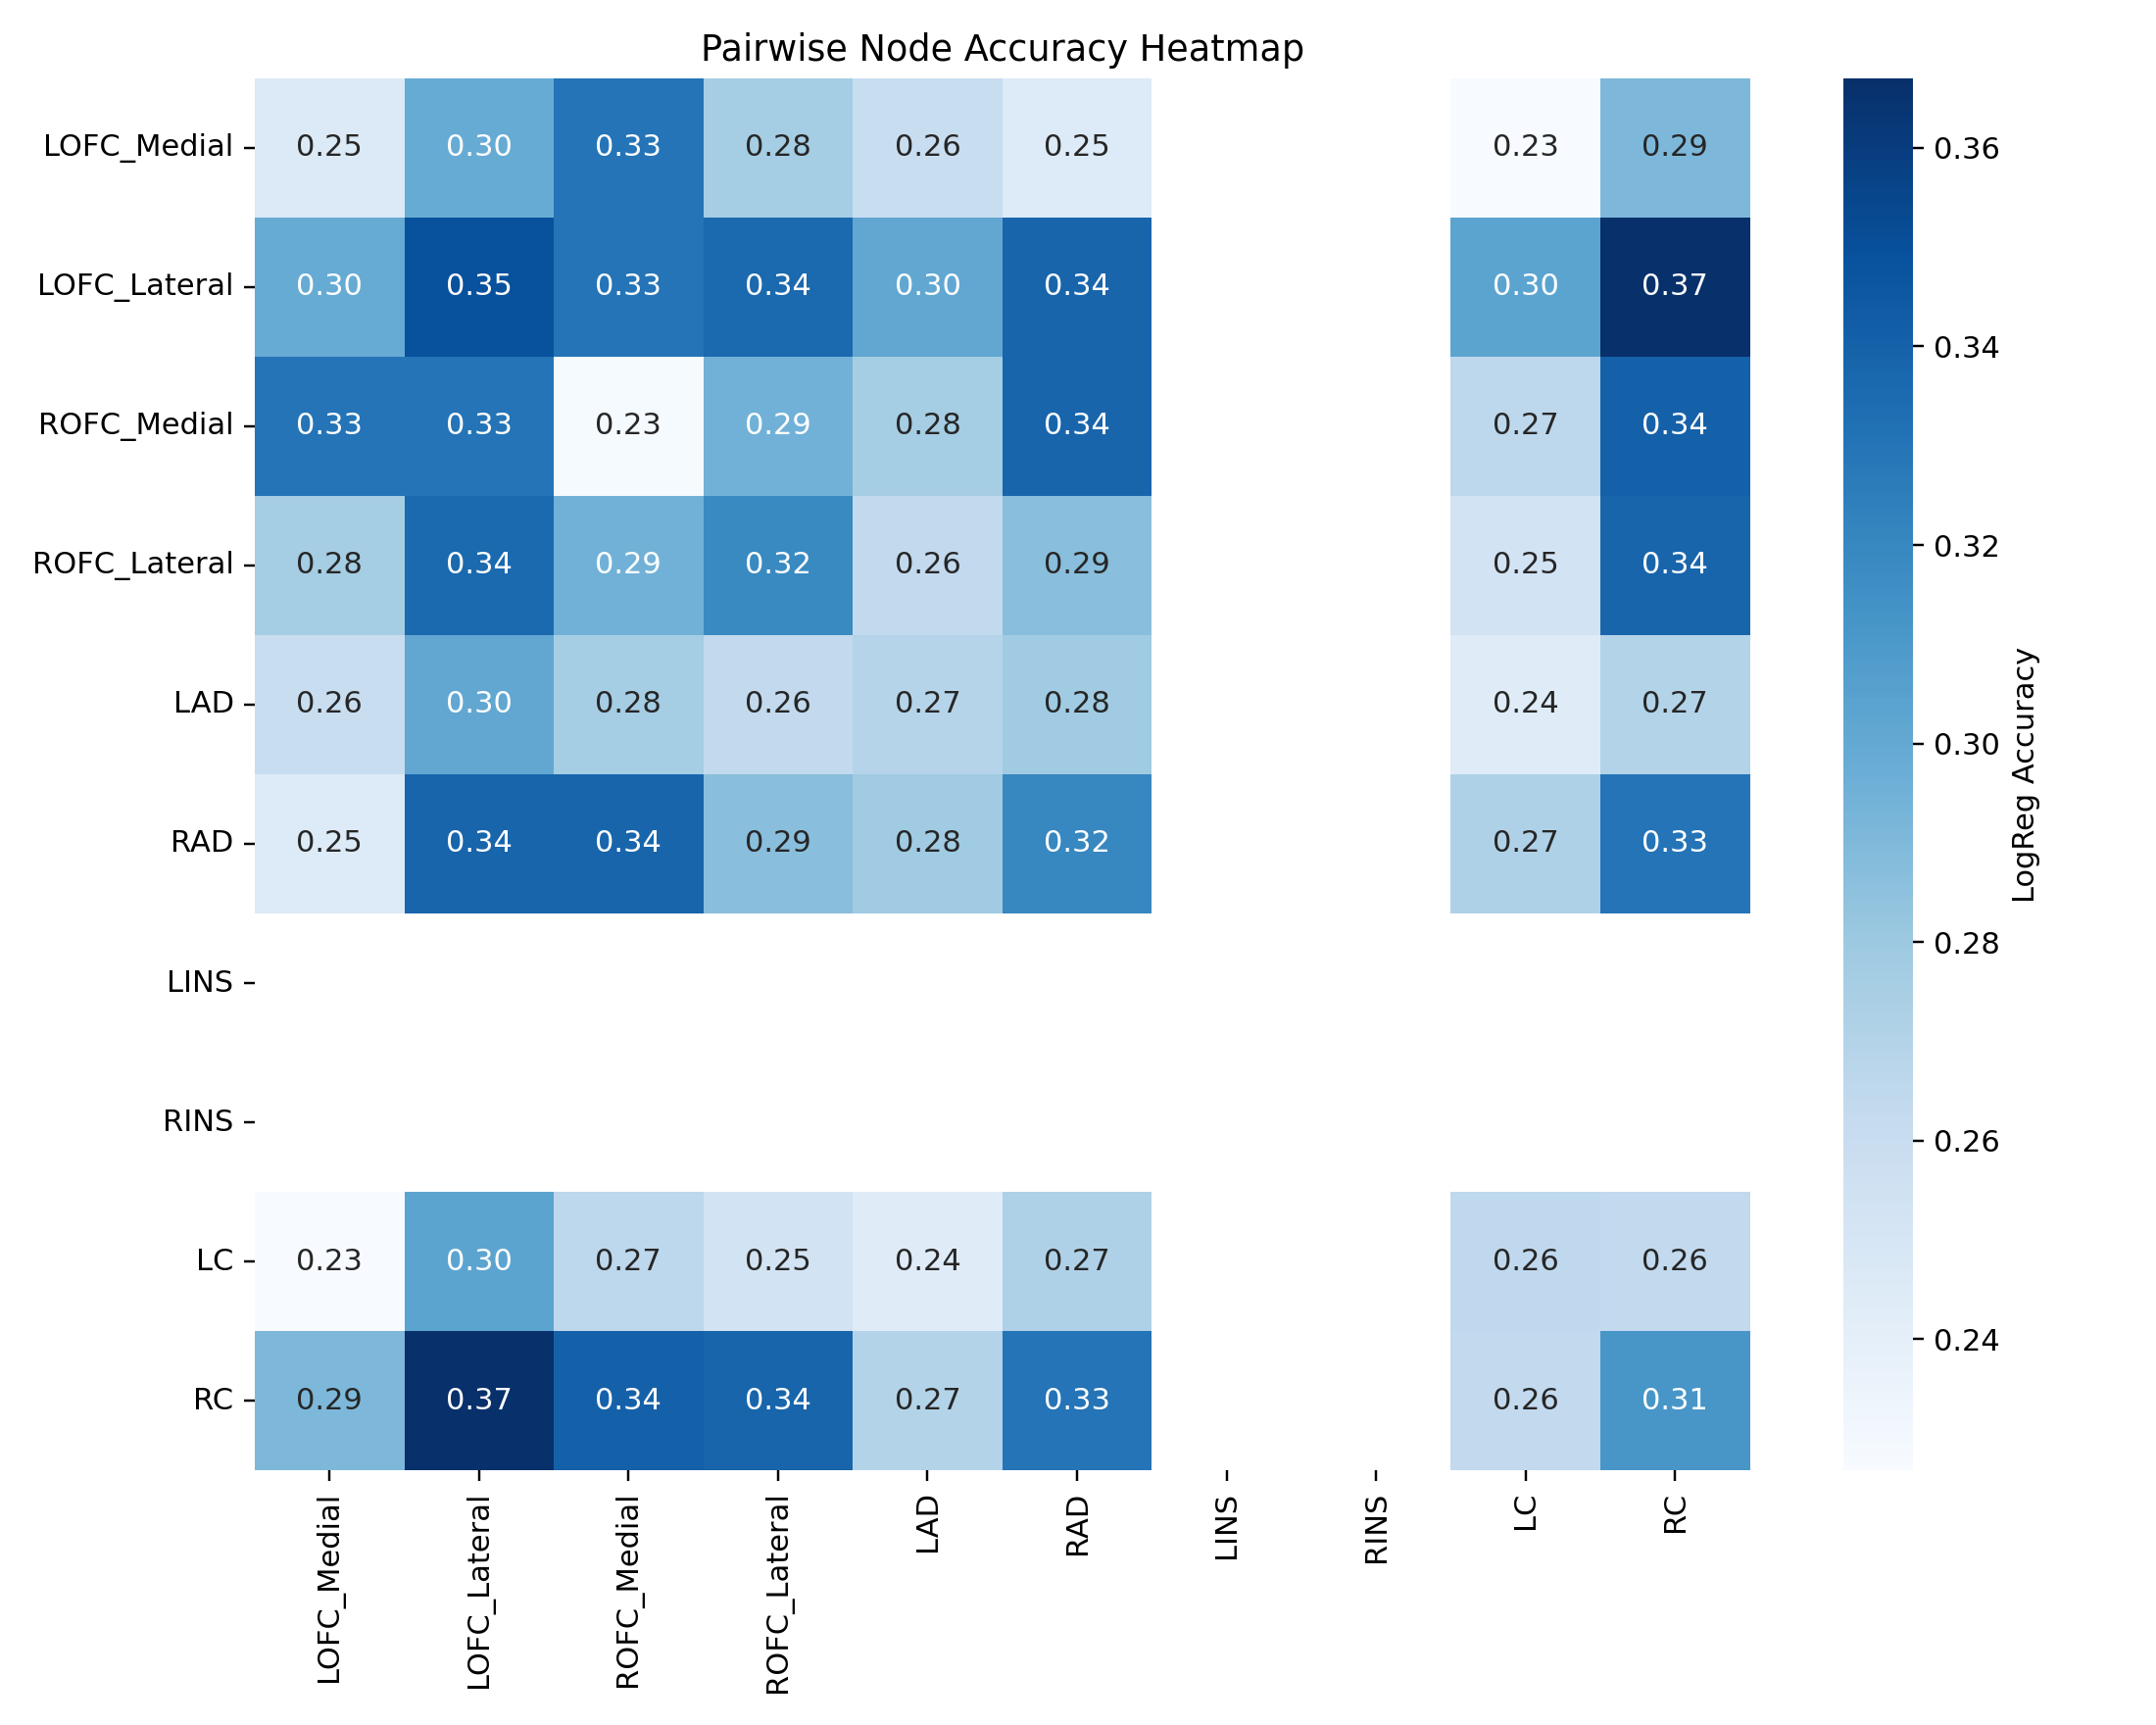 Pairwise Node Accuracy Heatmap
LOFC_Medial 0.25 0.30 0.33 0.28 0.26 0.25 0.23 0.29
LOFC_Lateral 0.30 0.35 0.33 0.34 0.30 0.34 0.30 0.37
ROFC_Medial 0.33 0.33 0.23 0.29 0.28 0.34 0.27 0.34
ROFC_Lateral 0.28 0.34 0.29 0.32 0.26 0.29 0.25 0.34
LAD 0.26 0.30 0.28 0.26 0.27 0.28 0.24 0.27
RAD 0.25 0.34 0.34 0.29 0.28 0.32 0.27 0.33
LINS
RINS
LC 0.23 0.30 0.27 0.25 0.24 0.27 0.26 0.26
RC 0.29 0.37 0.34 0.34 0.27 0.33 0.26 0.31
LOFC_Medial
LOFC_Lateral
ROFC_Medial
ROFC_Lateral
LAD
RAD
LINS
RINS
LC
RC
0.36
0.34
0.32
0.30
0.28
0.26
0.24
LogReg Accuracy